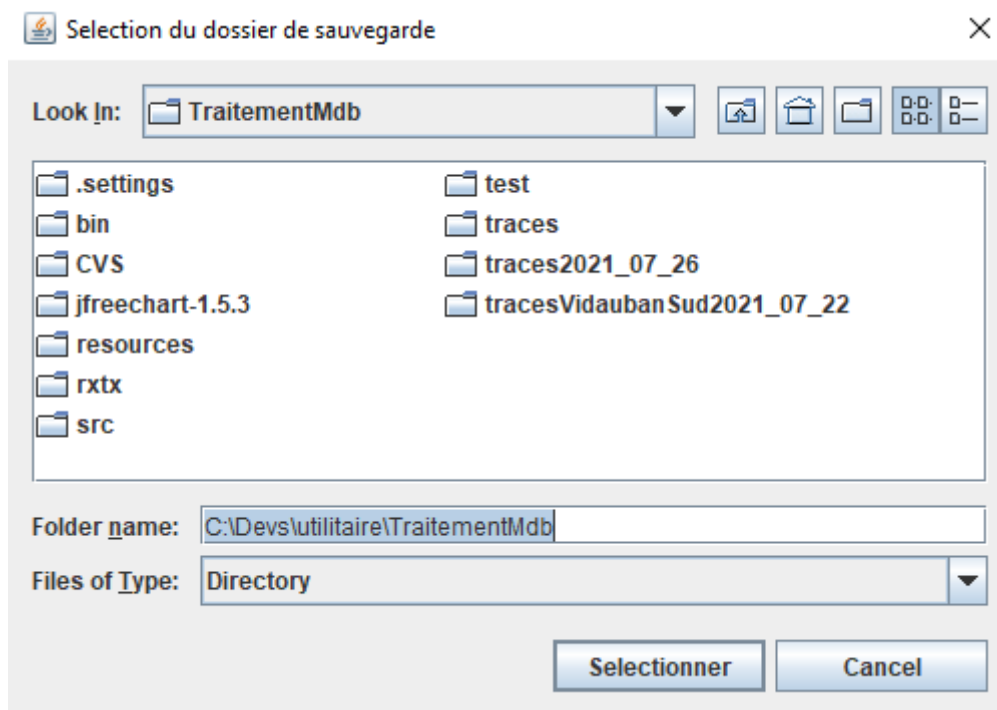 Selection du dossier de sauvegarde
Look In: TraitementMdb
.settings
bin
CVS
jfreechart-1.5.3
resources
rxtx
src
test
traces
traces2021_07_26
tracesVidaubanSud2021_07_22
Folder name: C:\Devs\utilitaire\TraitementMdb
Files of Type: Directory
Selectionner Cancel